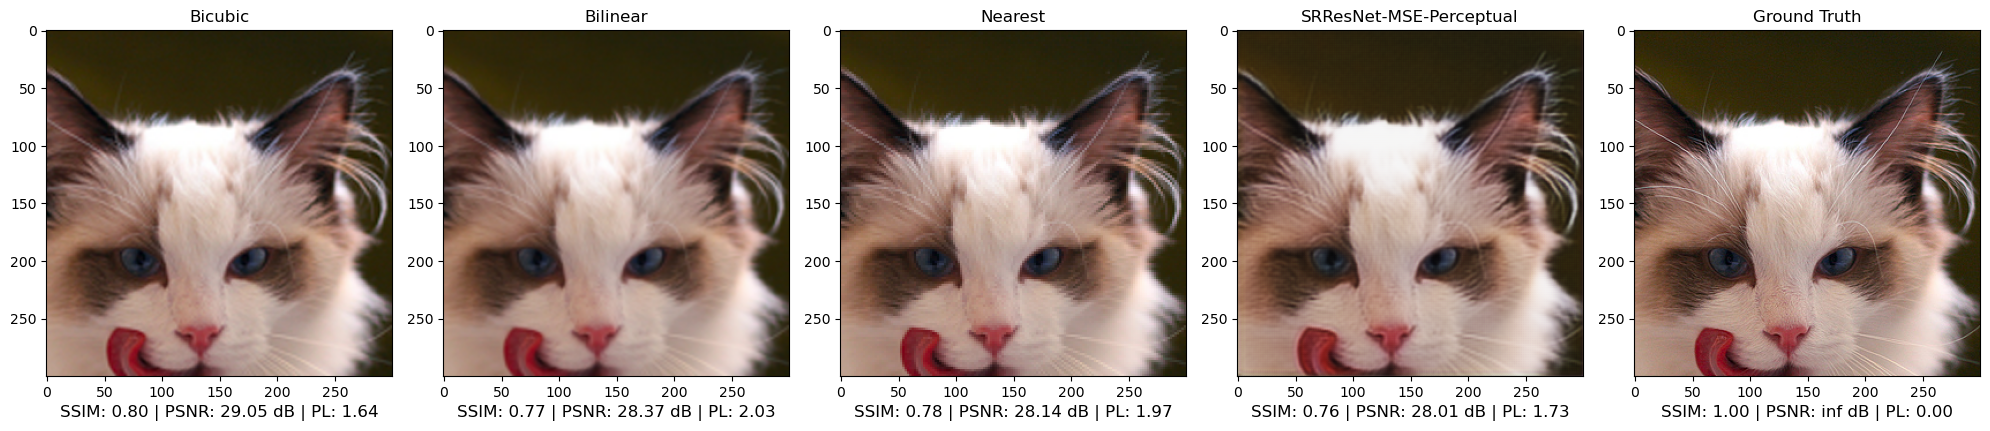 Bicubic
0
50
100
150
200
250
0 50 100 150 200 250
SSIM: 0.80 | PSNR: 29.05 dB | PL: 1.64
Bilinear
0
50
100
150
200
250
0 50 100 150 200 250
SSIM: 0.77 | PSNR: 28.37 dB | PL: 2.03
Nearest
0
50
100
150
200
250
0 50 100 150 200 250
SSIM: 0.78 | PSNR: 28.14 dB | PL: 1.97
SRResNet-MSE-Perceptual
0
50
100
150
200
250
0 50 100 150 200 250
SSIM: 0.76 | PSNR: 28.01 dB | PL: 1.73
Ground Truth
0
50
100
150
200
250
0 50 100 150 200 250
SSIM: 1.00 | PSNR: inf dB | PL: 0.00